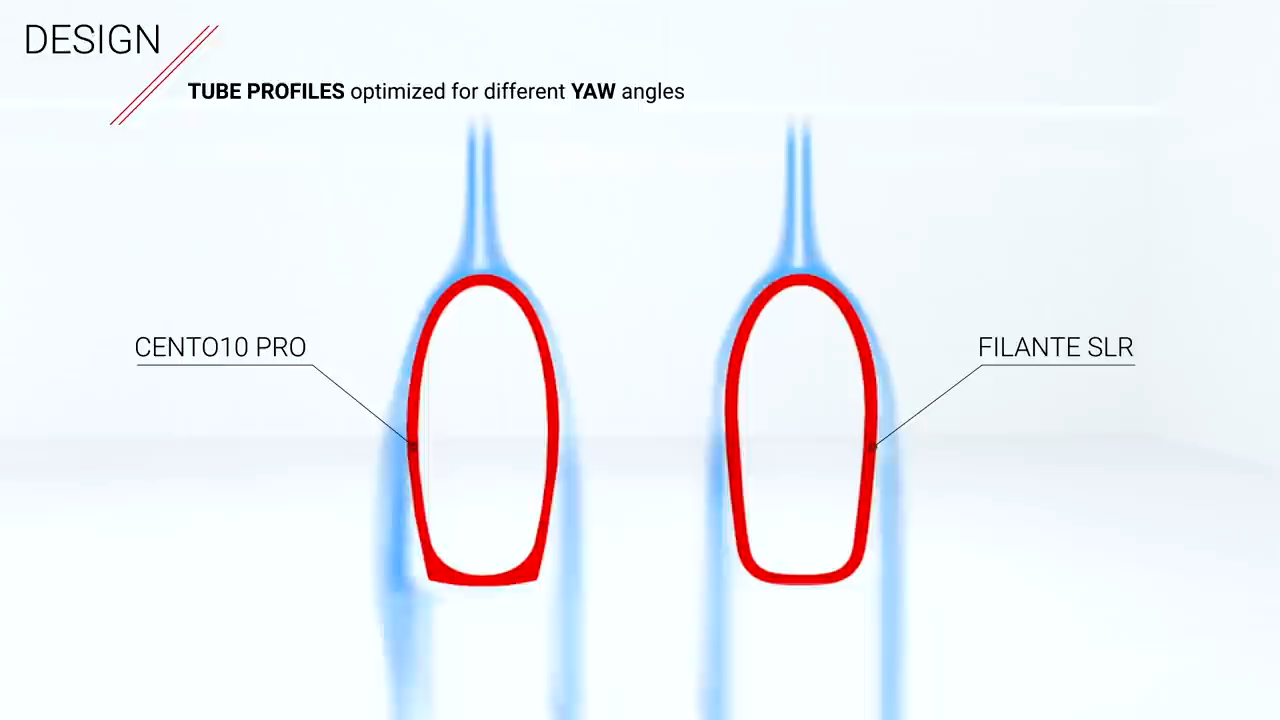 DESIGN
TUBE PROFILES optimized for different YAW angles
CENTO10 PRO
FILANTE SLR